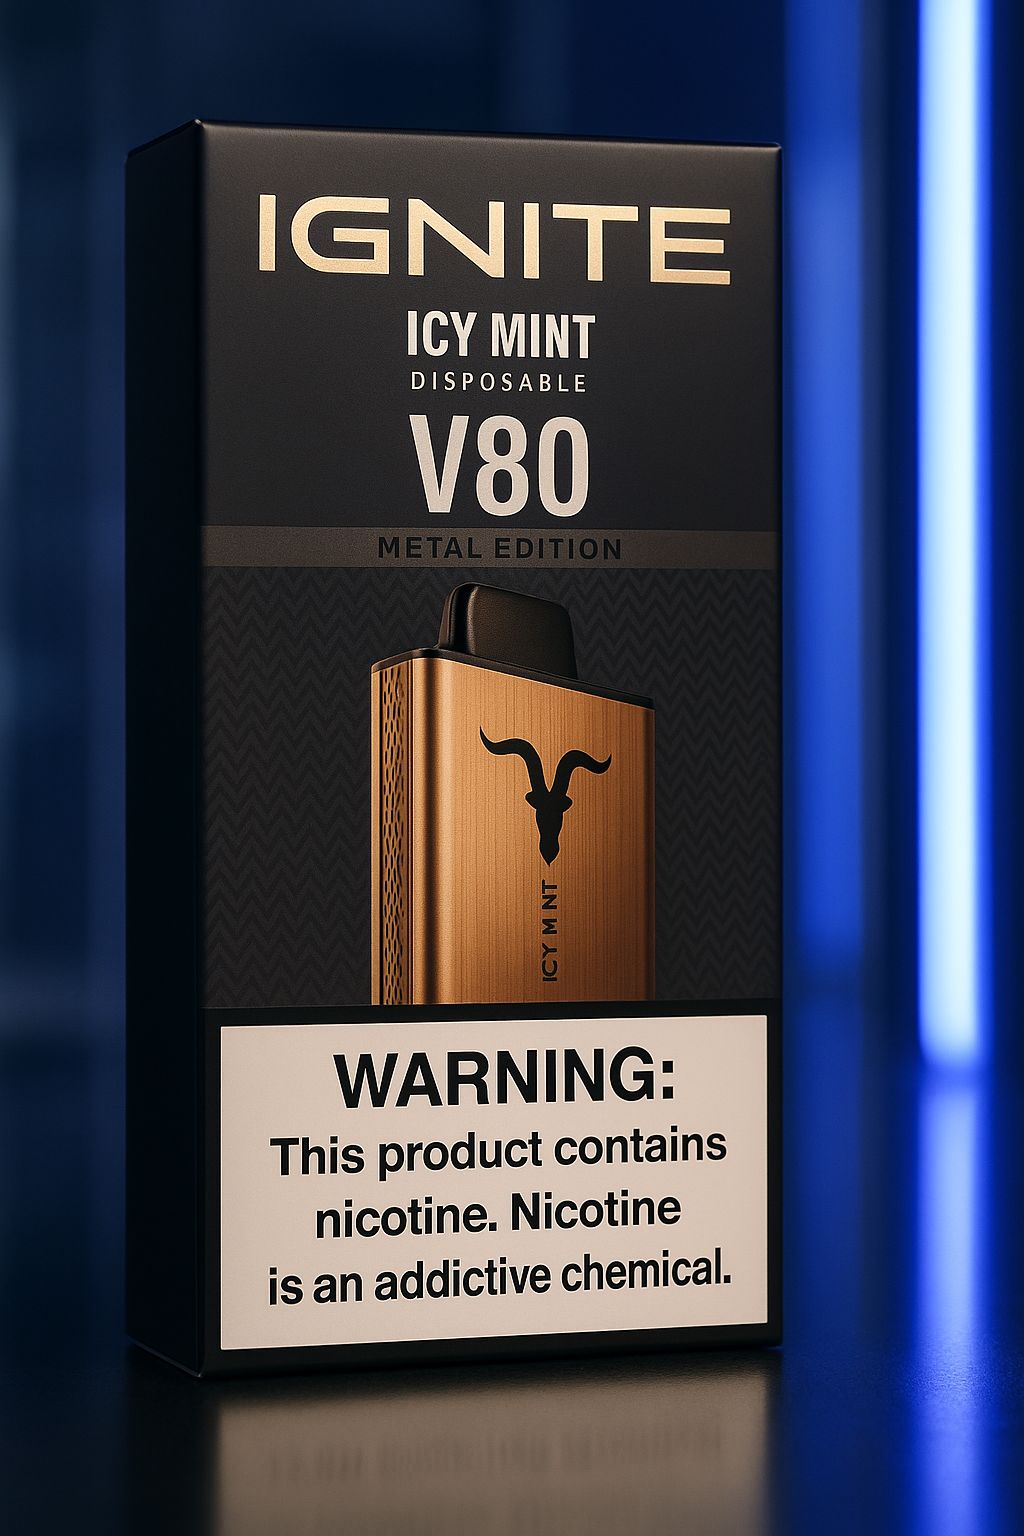 IGNITE
ICY MINT
DISPOSABLE
V80
METAL EDITION
ICY M NT
WARNING:
This product contains
nicotine. Nicotine
is an addictive chemical.